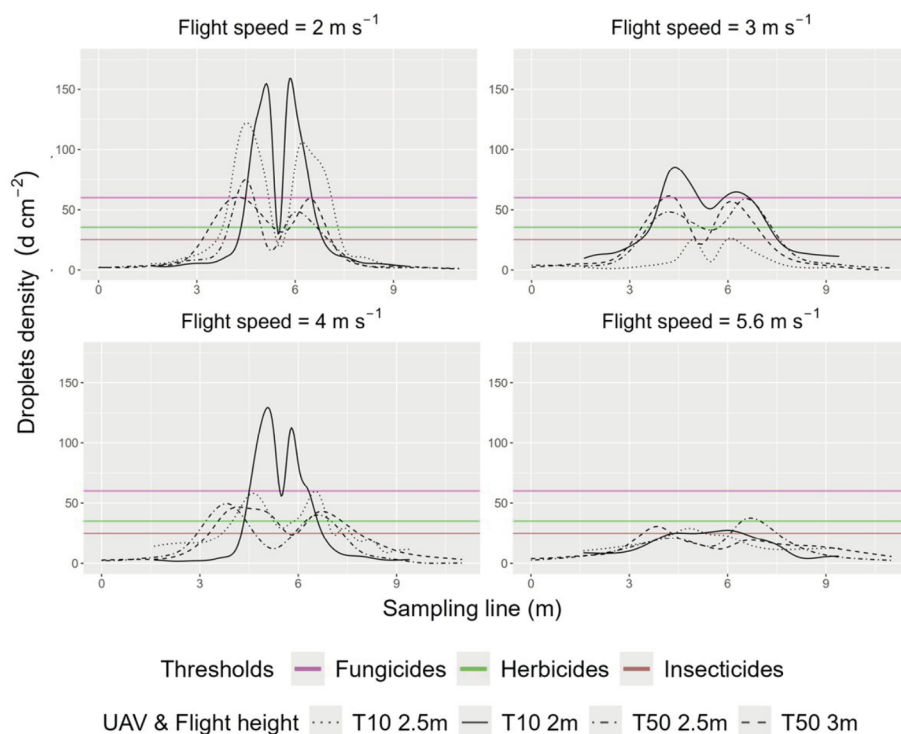 Flight speed = 2 m s⁻¹
Flight speed = 3 m s⁻¹
150
100
50
0
0 3 6 9
150
100
50
0
0 3 6 9
Flight speed = 4 m s⁻¹
Flight speed = 5.6 m s⁻¹
150
100
50
0
0 3 6 9
150
100
50
0
0 3 6 9
Droplets density (d cm⁻²)
Sampling line (m)
Thresholds Fungicides Herbicides Insecticides
UAV & Flight height T10 2.5m T10 2m T50 2.5m T50 3m